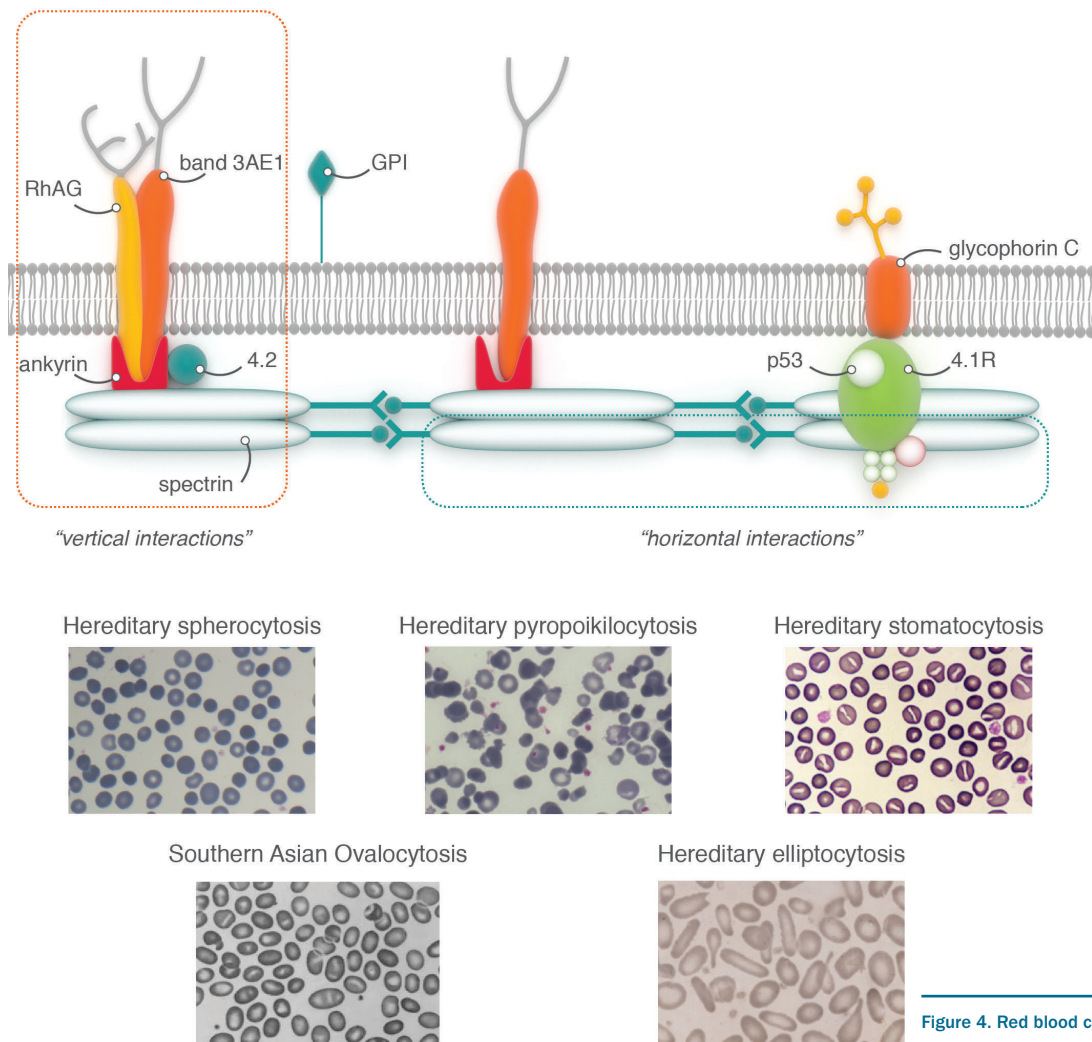 band 3AE1
GPI
RhAG
glycophorin C
ankyrin
4.2
p53
4.1R
spectrin
"vertical interactions"
"horizontal interactions"
Hereditary spherocytosis
Hereditary pyropoikilocytosis
Hereditary stomatocytosis
Southern Asian Ovalocytosis
Hereditary elliptocytosis
Figure 4. Red blood c